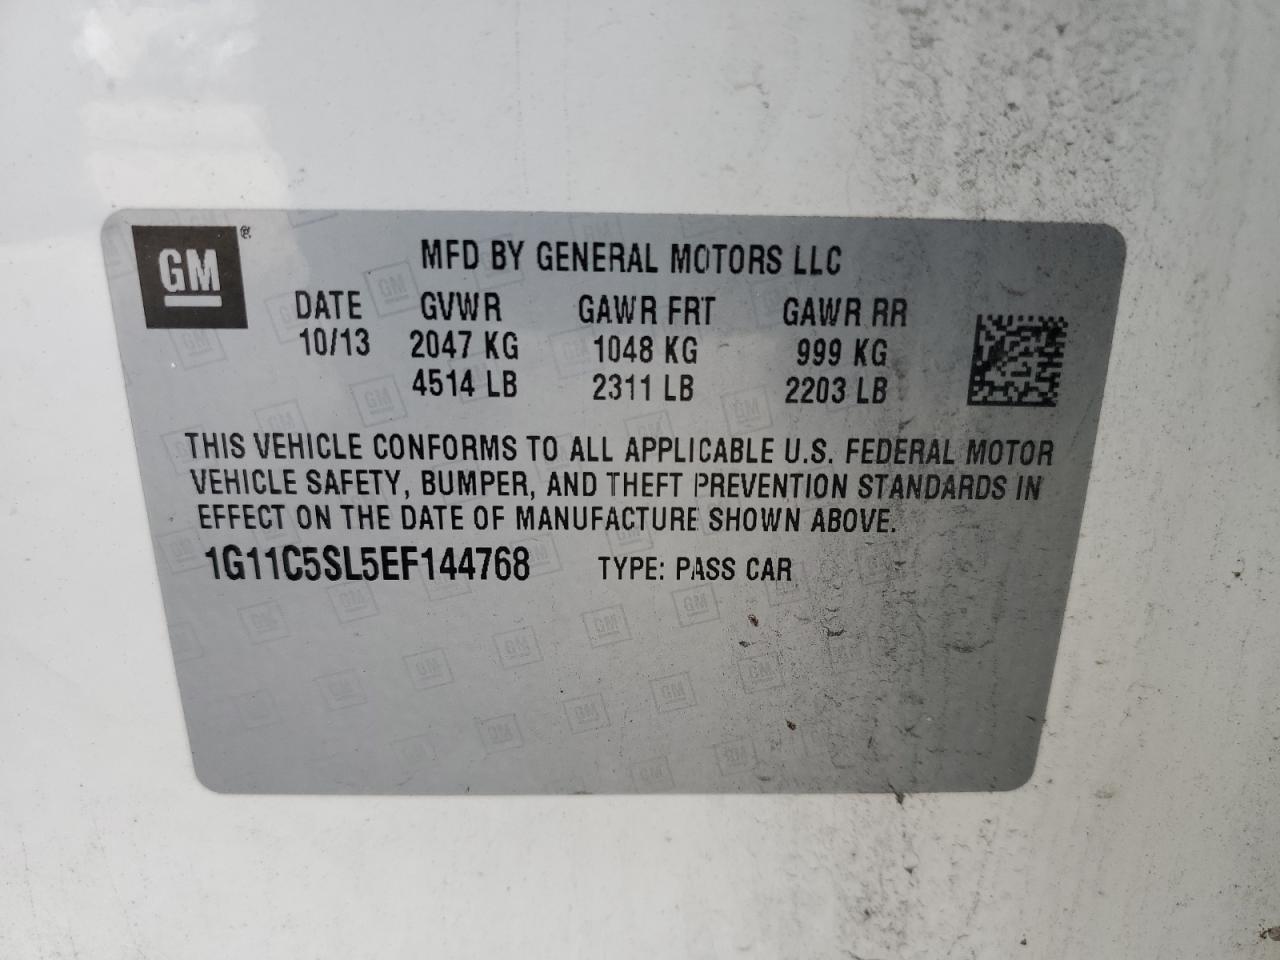 GM®
MFD BY GENERAL MOTORS LLC
DATE GVWR GAWR FRT GAWR RR
10/13 2047 KG 1048 KG 999 KG
4514 LB 2311 LB 2203 LB
THIS VEHICLE CONFORMS TO ALL APPLICABLE U.S. FEDERAL MOTOR
VEHICLE SAFETY, BUMPER, AND THEFT PREVENTION STANDARDS IN
EFFECT ON THE DATE OF MANUFACTURE SHOWN ABOVE.
1G11C5SL5EF144768 TYPE: PASS CAR